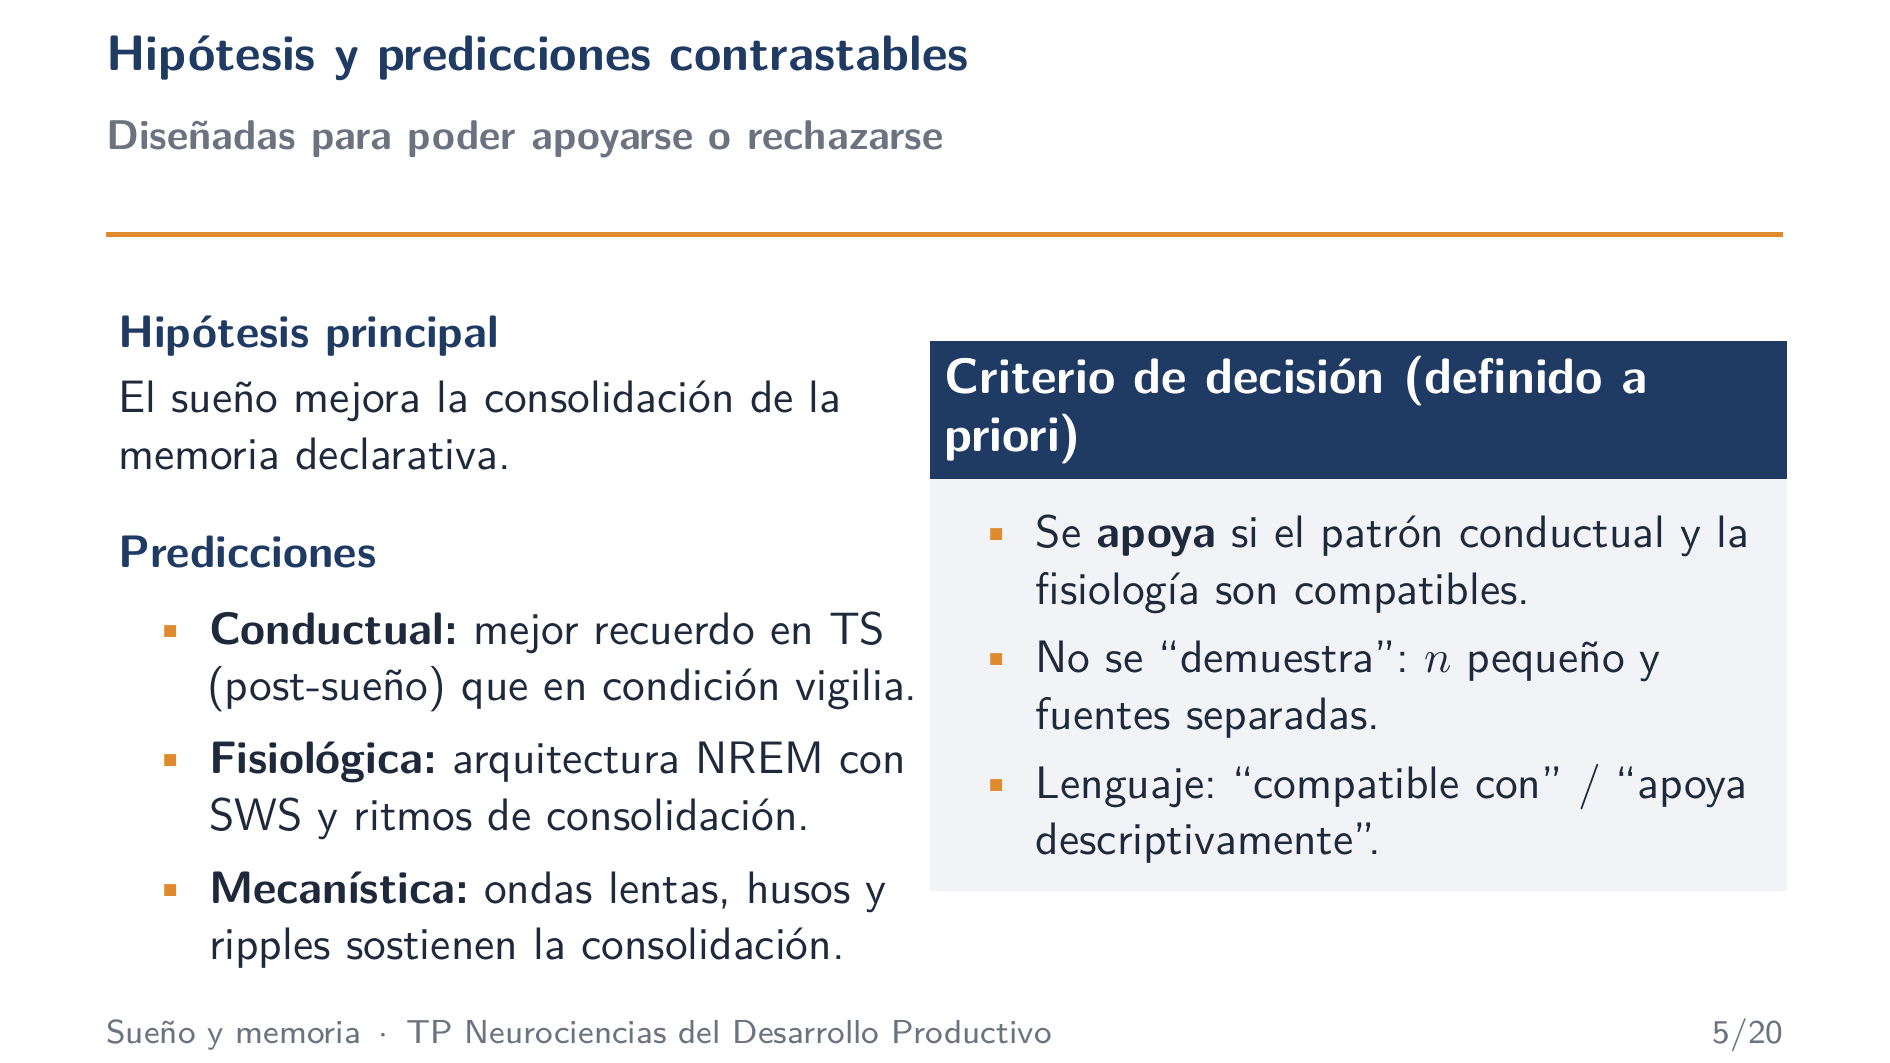 Hipótesis y predicciones contrastables
Diseñadas para poder apoyarse o rechazarse
Hipótesis principal
El sueño mejora la consolidación de la
memoria declarativa.
Predicciones
Conductual: mejor recuerdo en TS
(post-sueño) que en condición vigilia.
Fisiológica: arquitectura NREM con
SWS y ritmos de consolidación.
Mecanística: ondas lentas, husos y
ripples sostienen la consolidación.
Criterio de decisión (definido a
priori)
Se apoya si el patrón conductual y la
fisiología son compatibles.
No se “demuestra”: n pequeño y
fuentes separadas.
Lenguaje: “compatible con” / “apoya
descriptivamente”.
Sueño y memoria · TP Neurociencias del Desarrollo Productivo
5/20